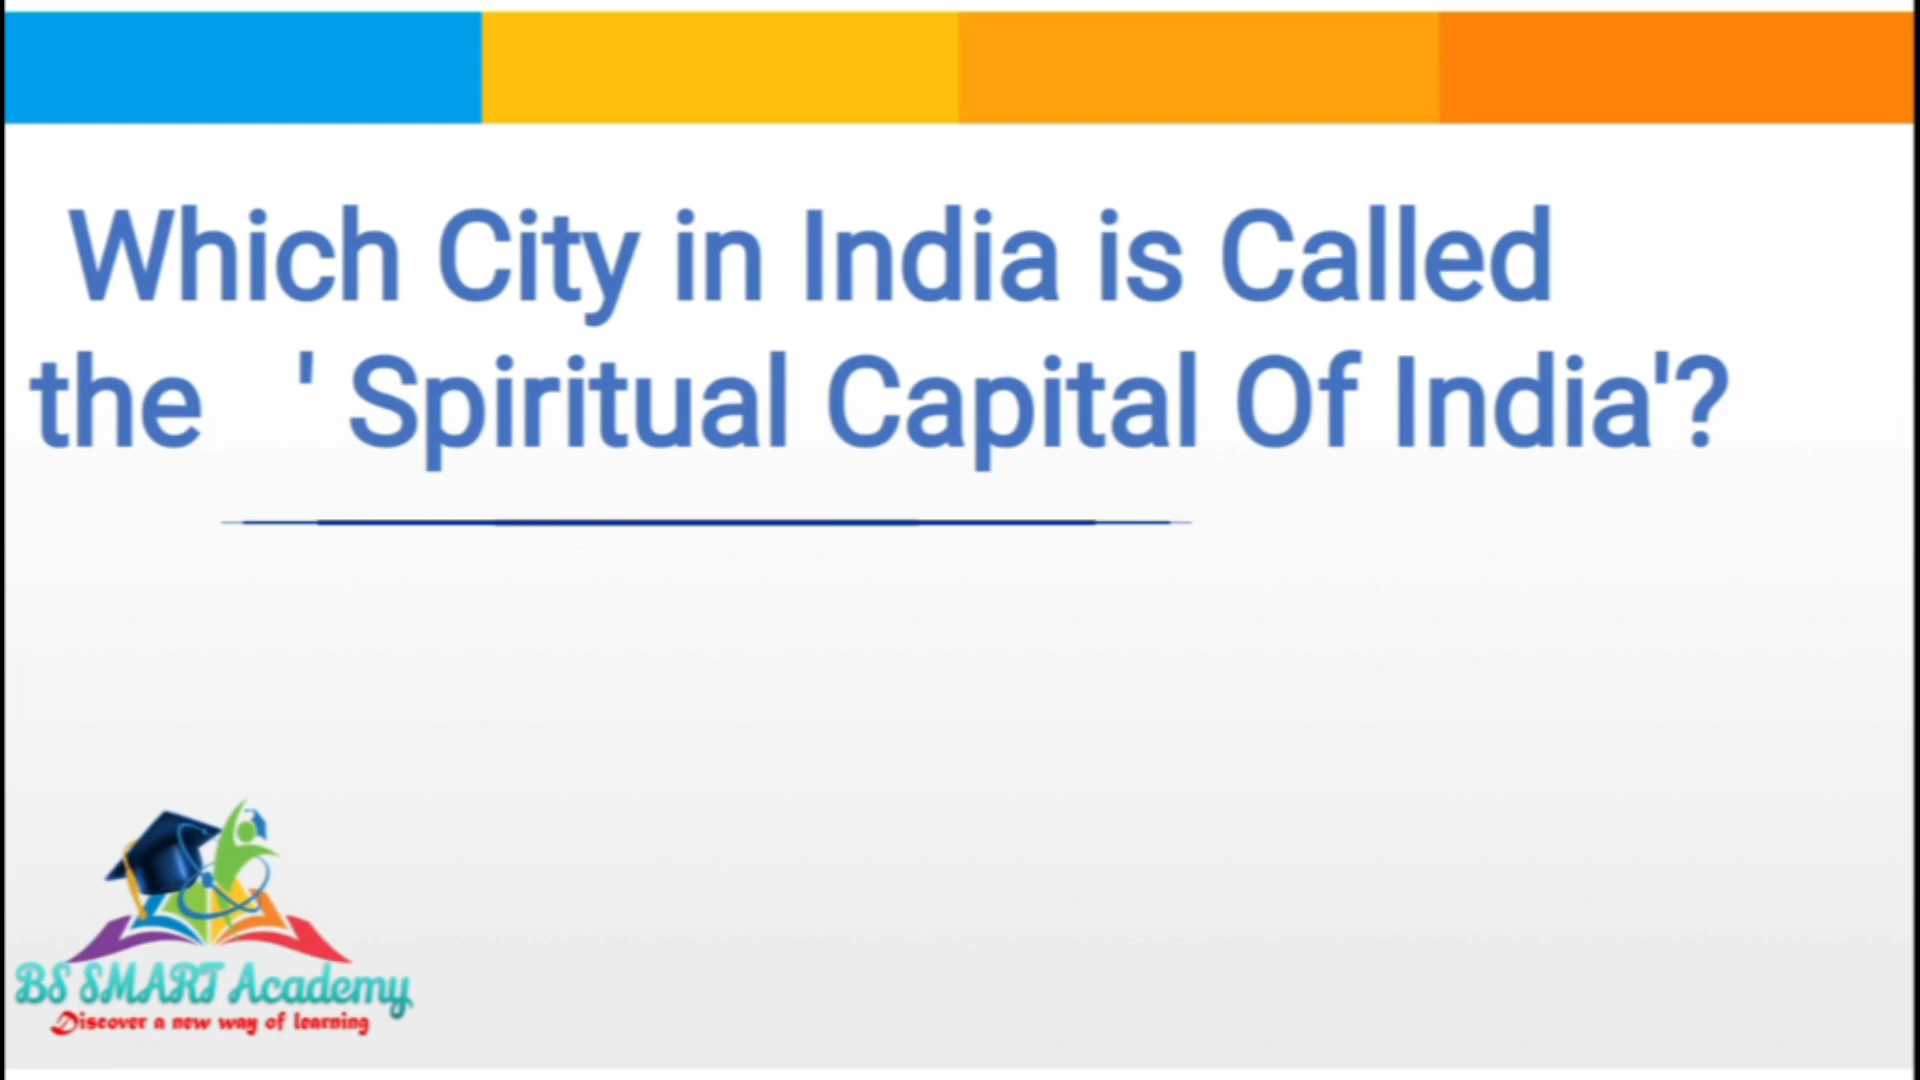 Which City in India is Called
the ' Spiritual Capital Of India'?
BS SMART Academy
Discover a new way of learning